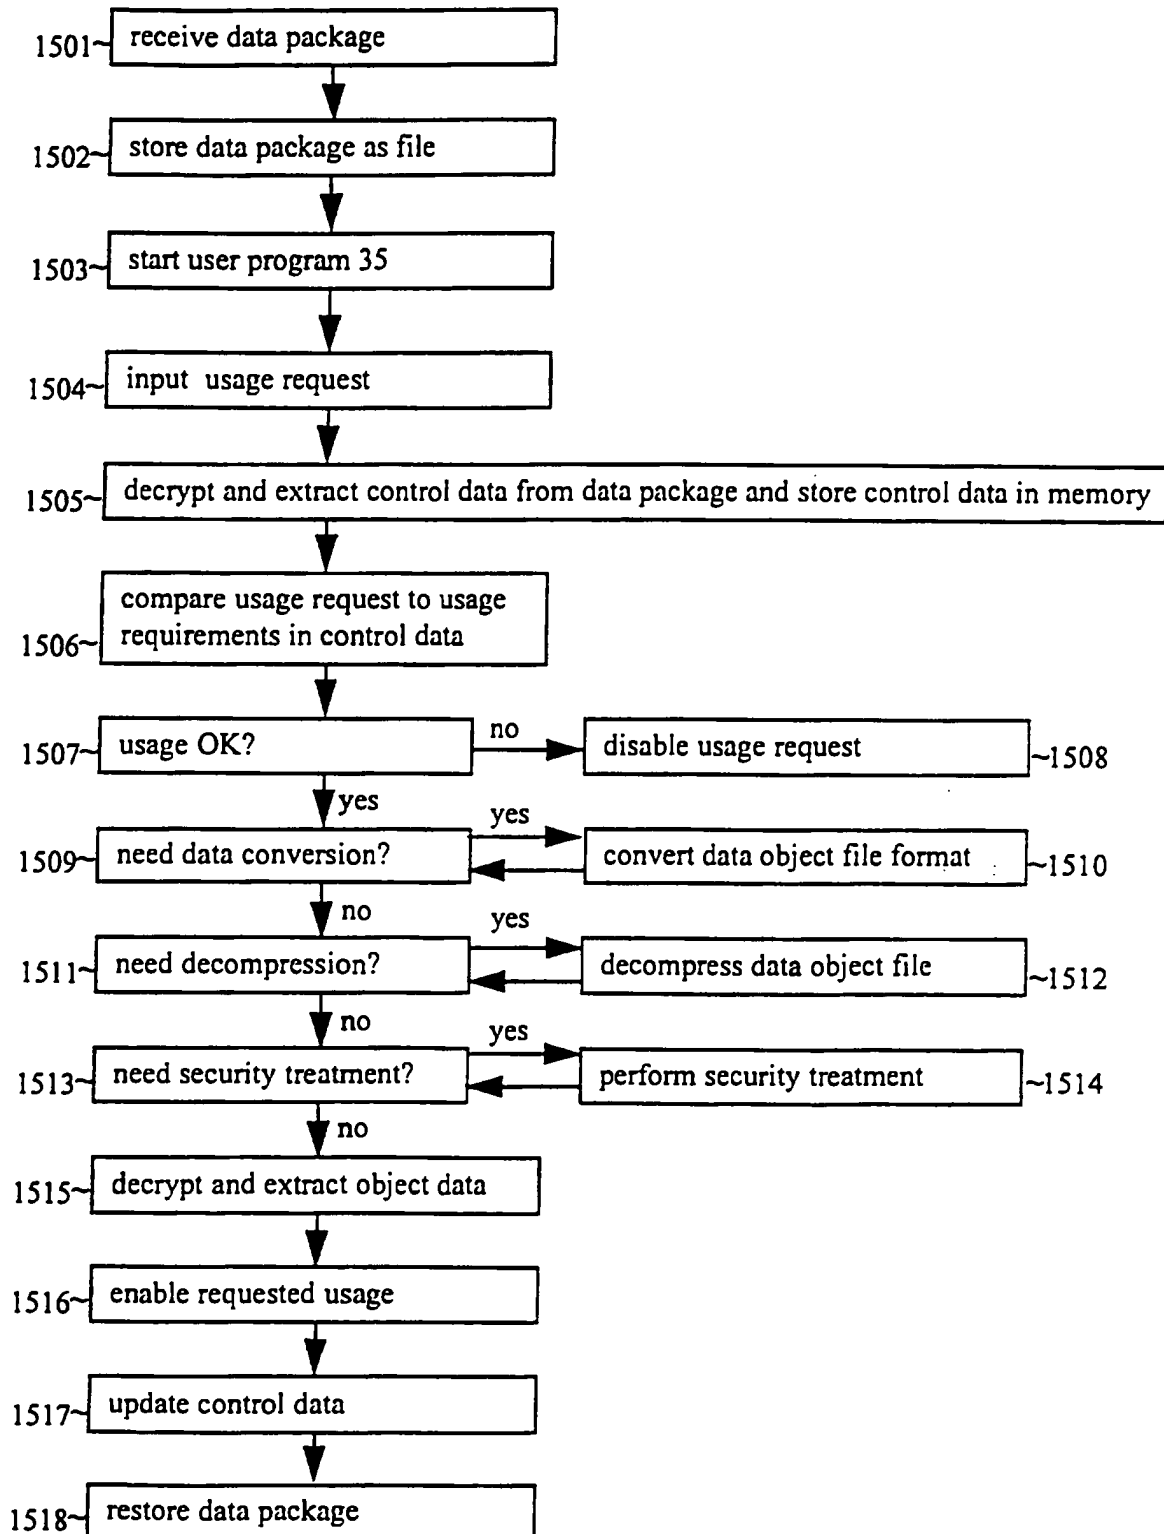 1501~ receive data package
1502~ store data package as file
1503~ start user program 35
1504~ input usage request
1505~ decrypt and extract control data from data package and store control data in memory
compare usage request to usage
1506~ requirements in control data
1507~ usage OK? no disable usage request ~1508
yes
yes
1509~ need data conversion? convert data object file format ~1510
no
yes
1511~ need decompression? decompress data object file ~1512
no
yes
1513~ need security treatment? perform security treatment ~1514
no
1515~ decrypt and extract object data
1516~ enable requested usage
1517~ update control data
1518~ restore data package